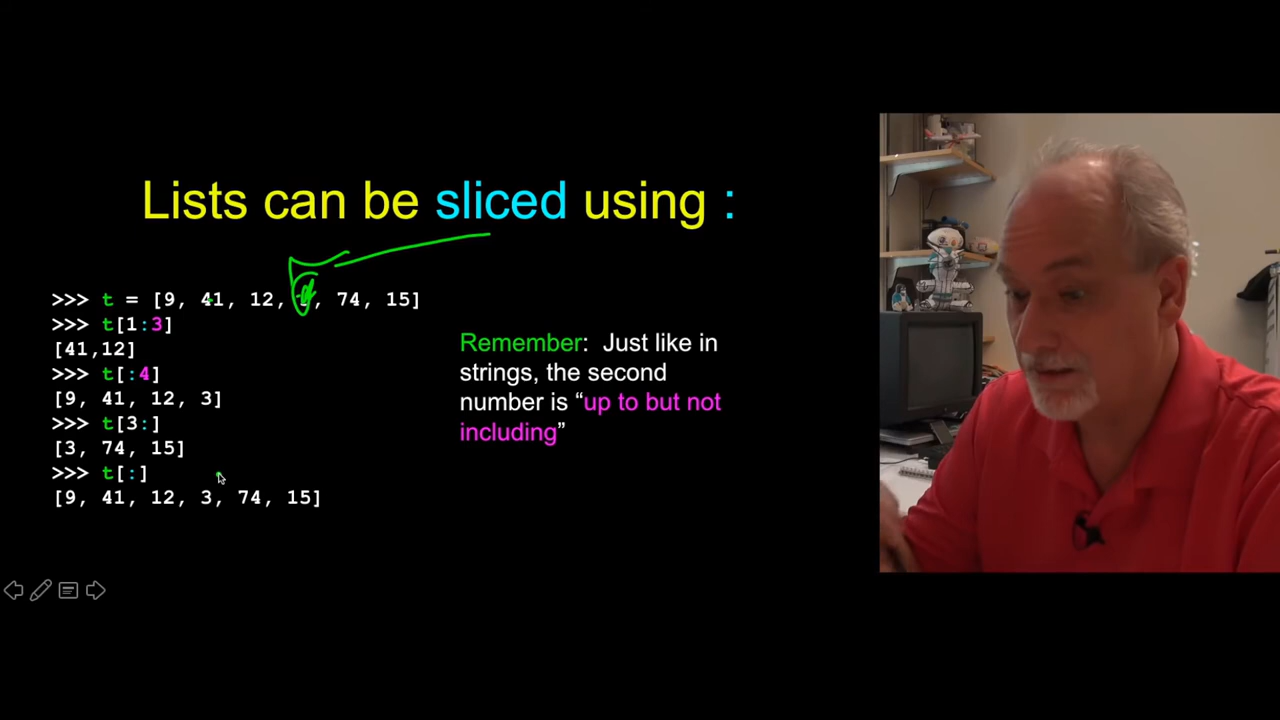 Lists can be sliced using :
>>> t = [9, 41, 12, , 74, 15]
>>> t[1:3]
[41,12]
>>> t[:4]
[9, 41, 12, 3]
>>> t[3:]
[3, 74, 15]
>>> t[:]
[9, 41, 12, 3, 74, 15]
Remember: Just like in
strings, the second
number is “up to but not
including”